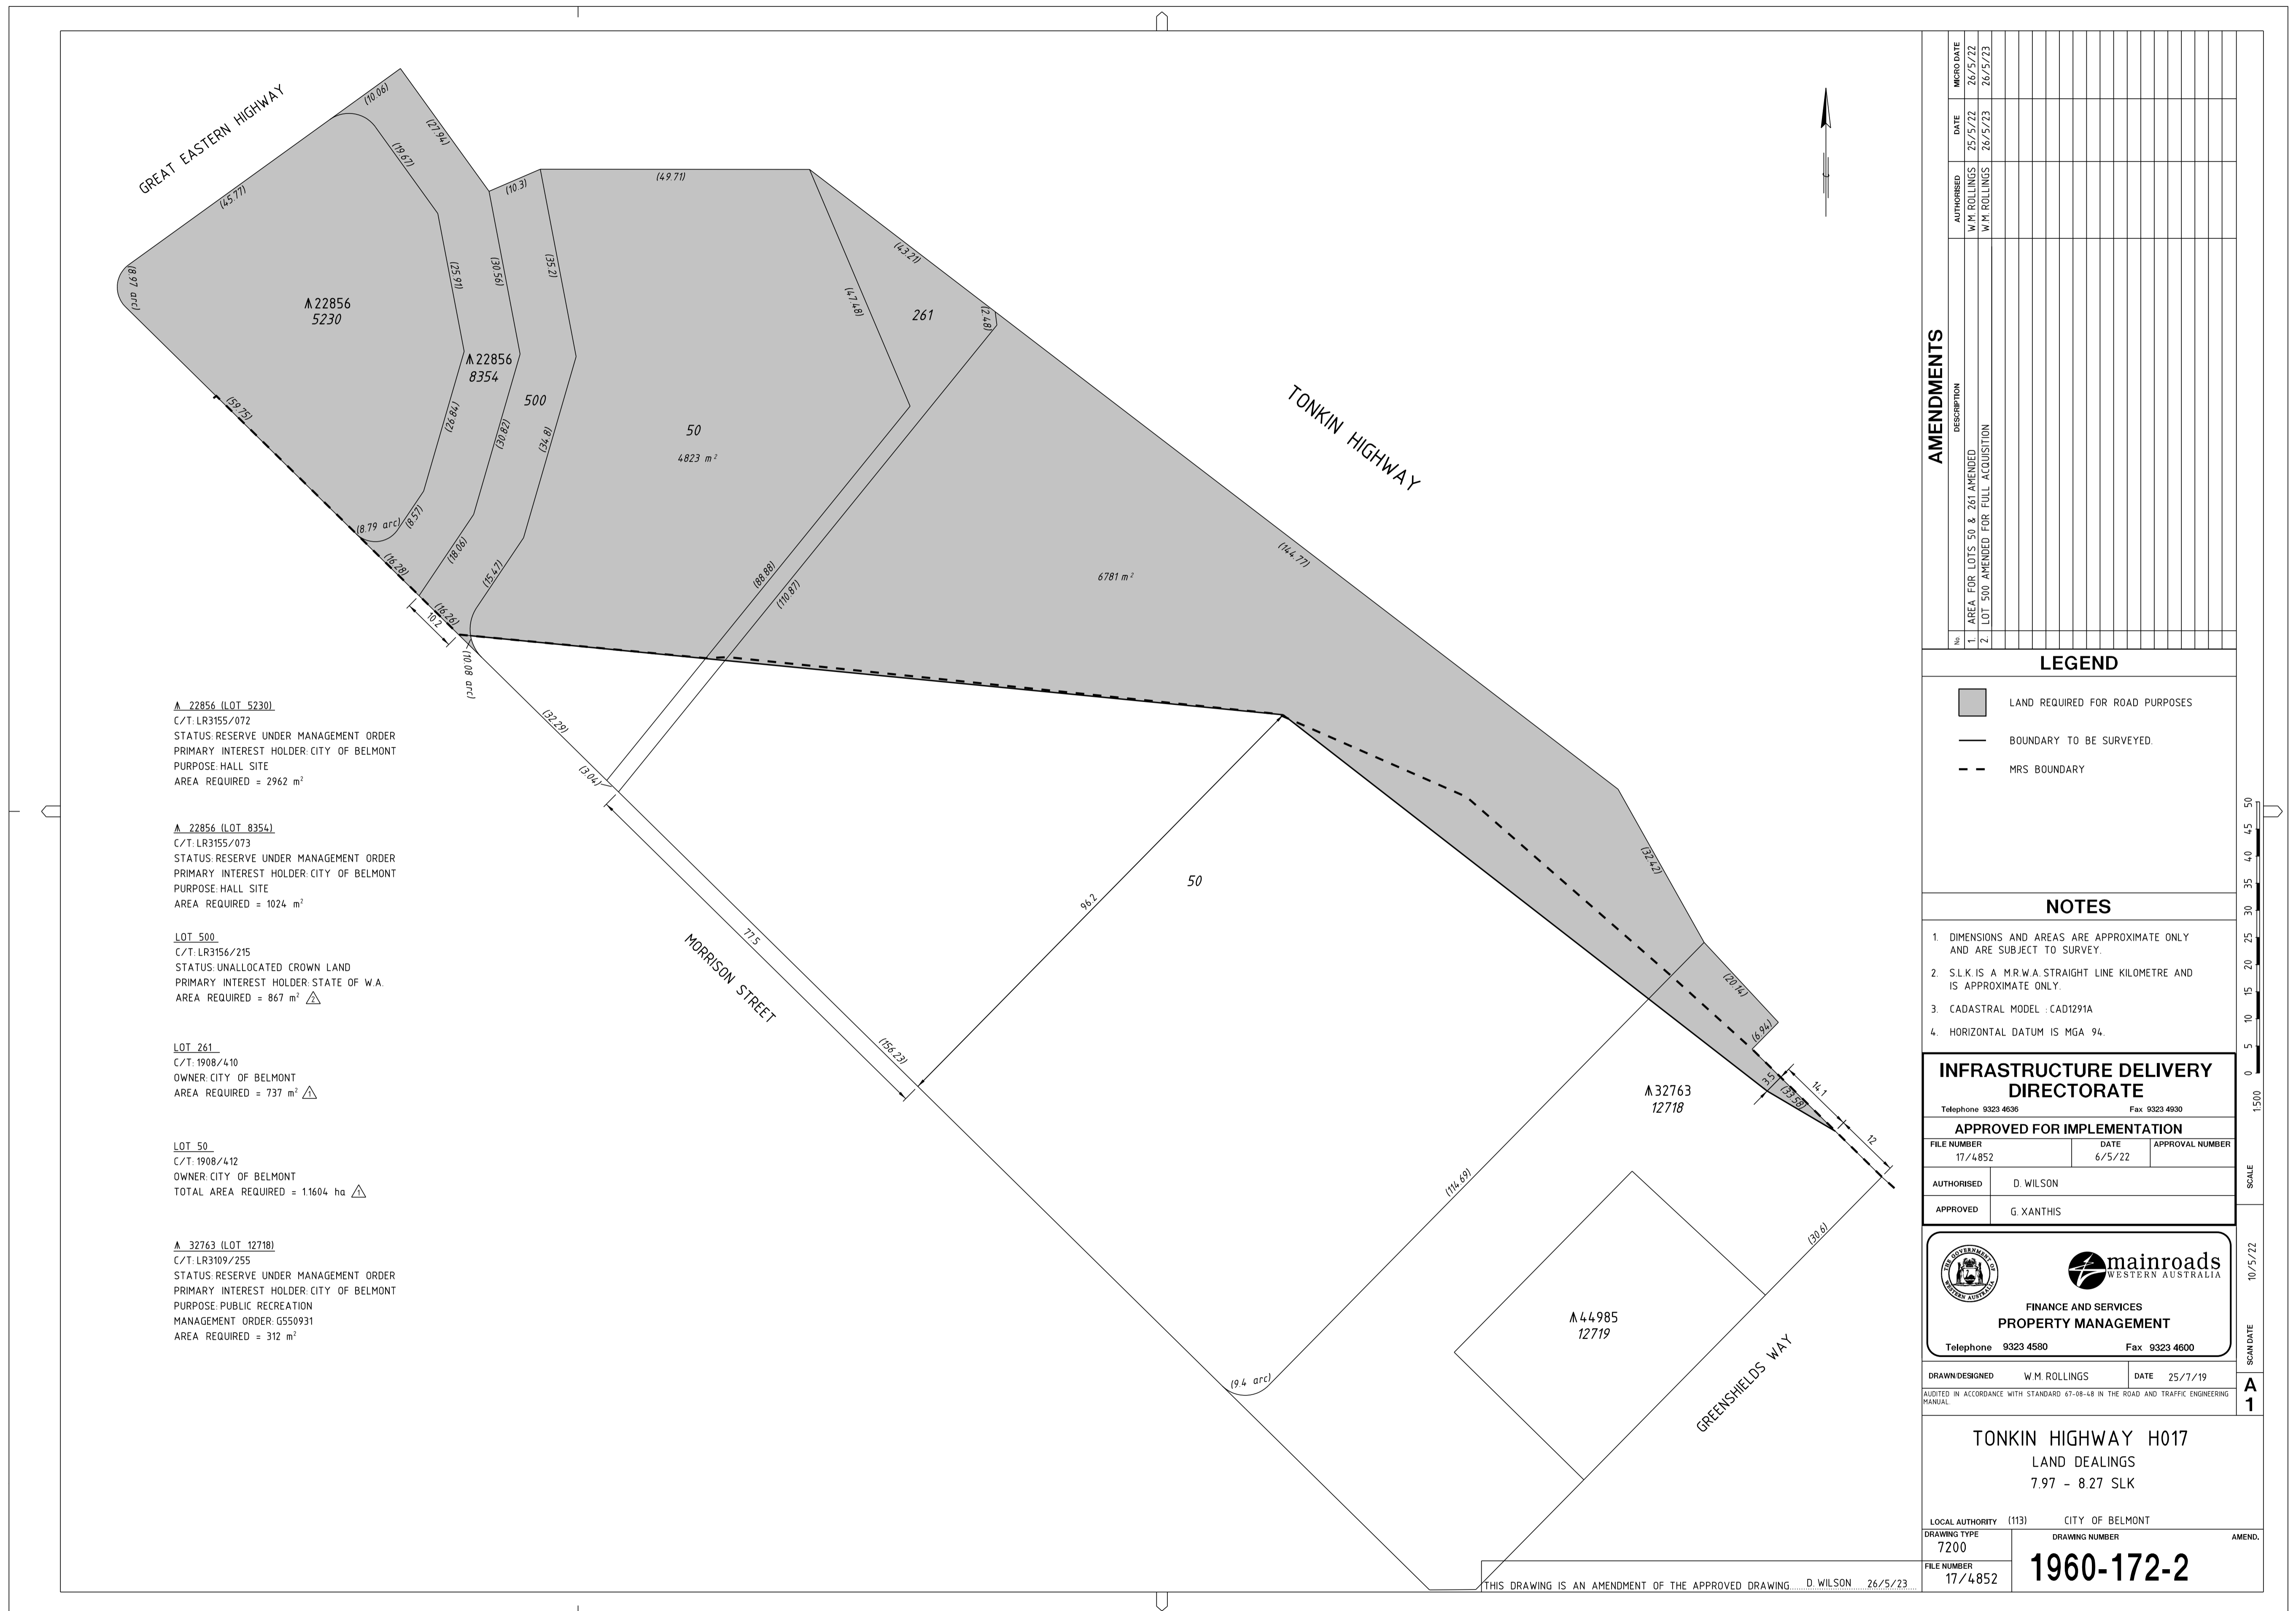 GREAT EASTERN HIGHWAY
(10.06)
(27.94)
(19.67)
(45.77)
(8.97 arc)
(10.3)
(49.71)
(43.21)
(25.91)
(30.56)
(35.2)
(47.48)
261
(2.48)
22856
5230
22856
8354
500
50
4823 m²
(59.75)
(26.84)
(30.82)
(34.8)
(8.79 arc)
(8.57)
(16.28)
(18.06)
(15.47)
(16.26)
10.2
(10.08 arc)
(88.88)
(110.87)
6781 m²
(144.77)
TONKIN HIGHWAY
(32.29)
(3.04)
77.5
MORRISON STREET
(156.23)
96.2
50
(32.42)
(20.14)
(6.94)
3.5
(33.58)
14.1
12
32763
12718
(114.69)
(30.6)
44985
12719
(9.4 arc)
GREENSHIELDS WAY
22856 (LOT 5230)
C/T: LR3155/072
STATUS: RESERVE UNDER MANAGEMENT ORDER
PRIMARY INTEREST HOLDER: CITY OF BELMONT
PURPOSE: HALL SITE
AREA REQUIRED = 2962 m²
22856 (LOT 8354)
C/T: LR3155/073
STATUS: RESERVE UNDER MANAGEMENT ORDER
PRIMARY INTEREST HOLDER: CITY OF BELMONT
PURPOSE: HALL SITE
AREA REQUIRED = 1024 m²
LOT 500
C/T: LR3156/215
STATUS: UNALLOCATED CROWN LAND
PRIMARY INTEREST HOLDER: STATE OF W.A.
AREA REQUIRED = 867 m² 2
LOT 261
C/T: 1908/410
OWNER: CITY OF BELMONT
AREA REQUIRED = 737 m² 1
LOT 50
C/T: 1908/412
OWNER: CITY OF BELMONT
TOTAL AREA REQUIRED = 1.1604 ha 1
32763 (LOT 12718)
C/T: LR3109/255
STATUS: RESERVE UNDER MANAGEMENT ORDER
PRIMARY INTEREST HOLDER: CITY OF BELMONT
PURPOSE: PUBLIC RECREATION
MANAGEMENT ORDER: G550931
AREA REQUIRED = 312 m²
THIS DRAWING IS AN AMENDMENT OF THE APPROVED DRAWING D. WILSON 26/5/23
AMENDMENTS
No DESCRIPTION AUTHORISED DATE MICRO DATE
1. AREA FOR LOTS 50 & 261 AMENDED W.M. ROLLINGS 25/5/22 26/5/22
2. LOT 500 AMENDED FOR FULL ACQUISITION W.M. ROLLINGS 26/5/23 26/5/23
LEGEND
LAND REQUIRED FOR ROAD PURPOSES
BOUNDARY TO BE SURVEYED.
MRS BOUNDARY
NOTES
1. DIMENSIONS AND AREAS ARE APPROXIMATE ONLY
AND ARE SUBJECT TO SURVEY.
2. S.L.K. IS A M.R.W.A. STRAIGHT LINE KILOMETRE AND
IS APPROXIMATE ONLY.
3. CADASTRAL MODEL : CAD1291A
4. HORIZONTAL DATUM IS MGA 94.
INFRASTRUCTURE DELIVERY
DIRECTORATE
Telephone 9323 4636 Fax 9323 4930
APPROVED FOR IMPLEMENTATION
FILE NUMBER DATE APPROVAL NUMBER
17/4852 6/5/22
AUTHORISED D. WILSON
APPROVED G. XANTHIS
THE GOVERNMENT OF
WESTERN AUSTRALIA
mainroads
WESTERN AUSTRALIA
FINANCE AND SERVICES
PROPERTY MANAGEMENT
Telephone 9323 4580 Fax 9323 4600
DRAWN/DESIGNED W.M. ROLLINGS DATE 25/7/19
AUDITED IN ACCORDANCE WITH STANDARD 67-08-48 IN THE ROAD AND TRAFFIC ENGINEERING
MANUAL
TONKIN HIGHWAY H017
LAND DEALINGS
7.97 - 8.27 SLK
LOCAL AUTHORITY (113) CITY OF BELMONT
DRAWING TYPE DRAWING NUMBER AMEND.
7200
1960-172-2
FILE NUMBER
17/4852
0 5 10 15 20 25 30 35 40 45 50
SCALE 1:500
SCAN DATE 10/5/22
A
1